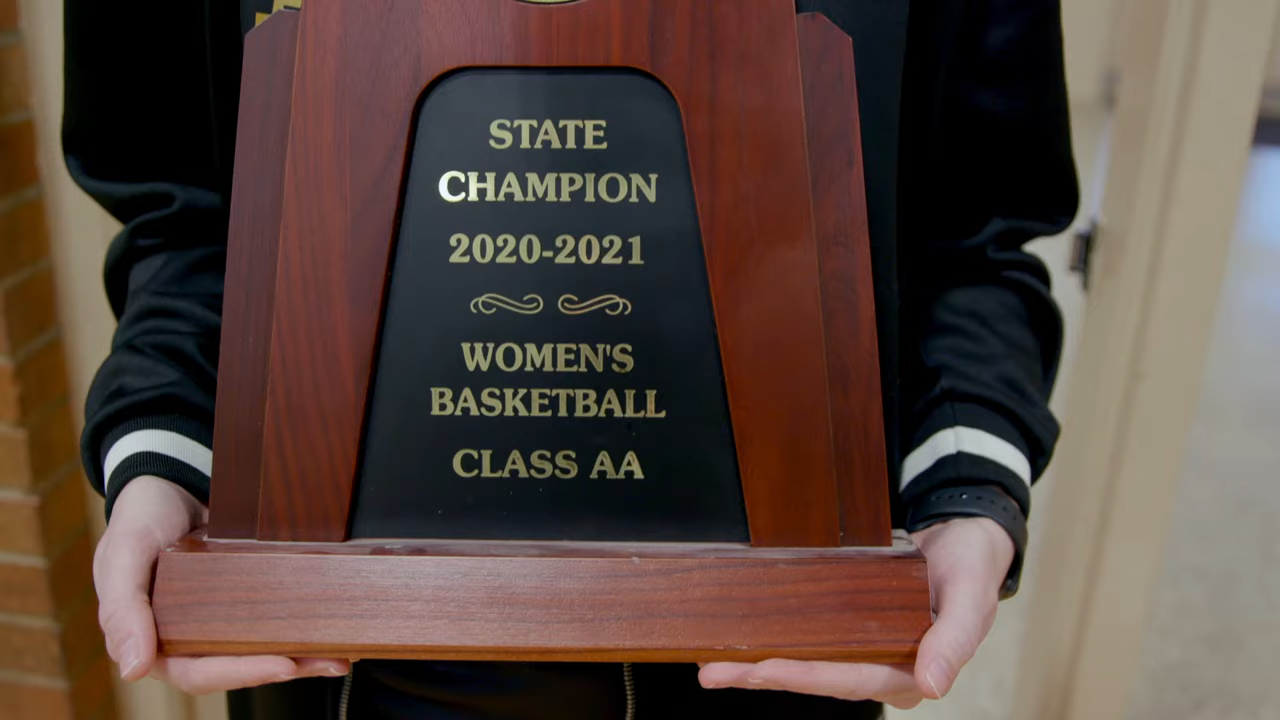 STATE
CHAMPION
2020-2021
WOMEN'S
BASKETBALL
CLASS AA